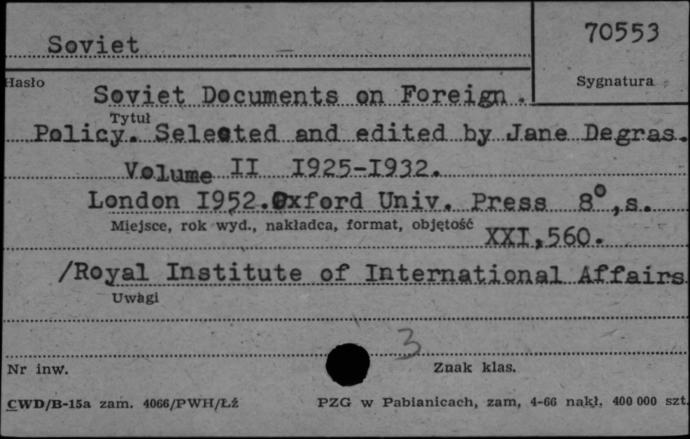 Soviet
70553
Hasło
Sygnatura
Soviet Documents on Foreign.
Tytuł
Policy. Selected and edited by Jane Degras.
Volume II I925-I932.
London I952.Oxford Univ. Press 8°,s.
Miejsce, rok wyd., nakładca, format, objętość
XXI,560.
/Royal Institute of International Affairs
Uwagi
3
Nr inw.
Znak klas.
CWD/B-15a zam. 4066/PWH/Łż
PZG w Pabianicach, zam, 4-66 nakł. 400 000 szt.